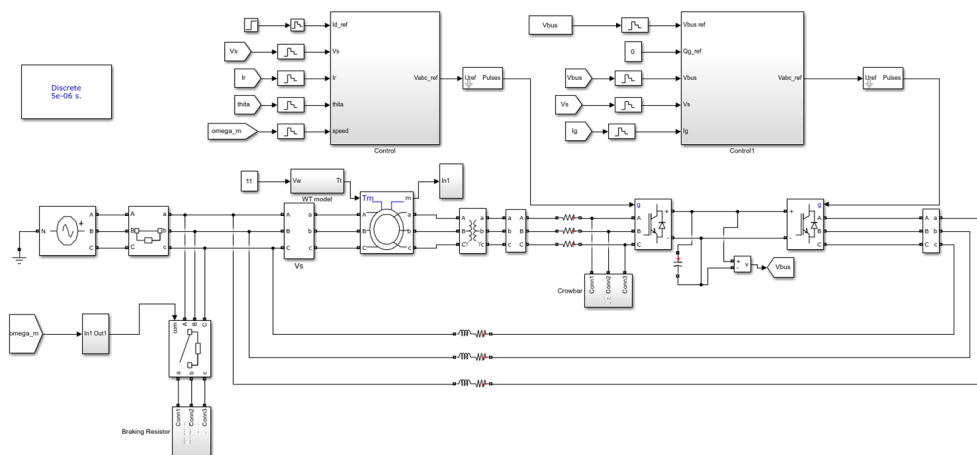 Discrete
5e-06 s.
Id_ref
Vs
Vs
Ir
Ir
thita
thita
omega_m
speed
Vabc_ref
Control
Uref
Pulses
Vbus
Vbus ref
0
Qg_ref
Vbus
Vbus
Vs
Vs
Ig
Ig
Vabc_ref
Control1
Uref
Pulses
11
Vw
Tt
WT model
Tm
m
In1
N
A
B
C
A
B
C
a
b
c
A
B
C
a
b
c
Vs
A
B
C
a
b
c
A
B
C
a
b
c
A
B
C
a
b
c
g
A
B
C
+
-
+
-
v
Vbus
g
+
-
A
B
C
A
B
C
a
b
c
Crowbar
Conn1
Conn2
Conn3
omega_m
In1 Out1
com
A
B
C
a
b
c
Conn1
Conn2
Conn3
Braking Resistor